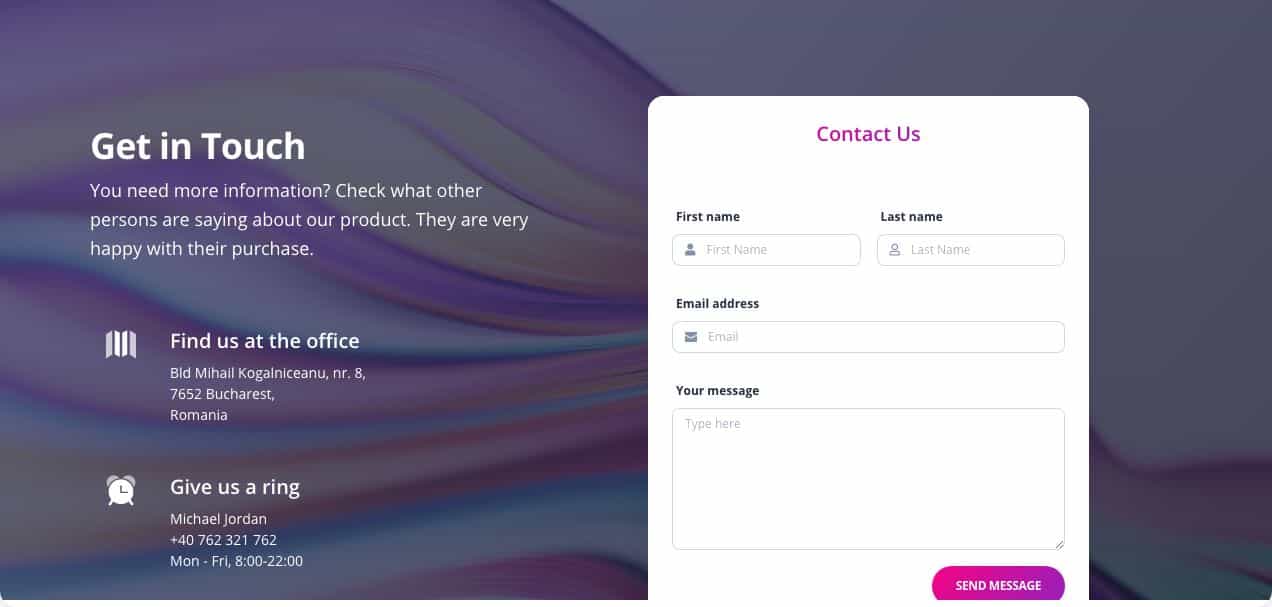 Get in Touch
You need more information? Check what other
persons are saying about our product. They are very
happy with their purchase.
Find us at the office
Bld Mihail Kogalniceanu, nr. 8,
7652 Bucharest,
Romania
Give us a ring
Michael Jordan
+40 762 321 762
Mon - Fri, 8:00-22:00
Contact Us
First name
Last name
First Name
Last Name
Email address
Email
Your message
Type here
SEND MESSAGE